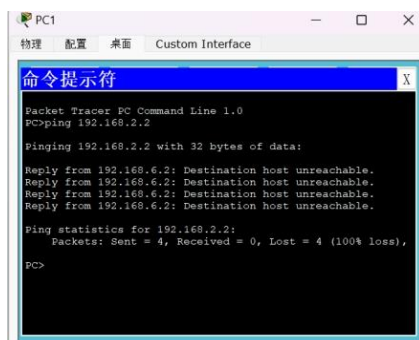 PC1
物理 配置 桌面 Custom Interface
命令提示符 X
Packet Tracer PC Command Line 1.0
PC>ping 192.168.2.2
Pinging 192.168.2.2 with 32 bytes of data:
Reply from 192.168.6.2: Destination host unreachable.
Reply from 192.168.6.2: Destination host unreachable.
Reply from 192.168.6.2: Destination host unreachable.
Reply from 192.168.6.2: Destination host unreachable.
Ping statistics for 192.168.2.2:
Packets: Sent = 4, Received = 0, Lost = 4 (100% loss),
PC>